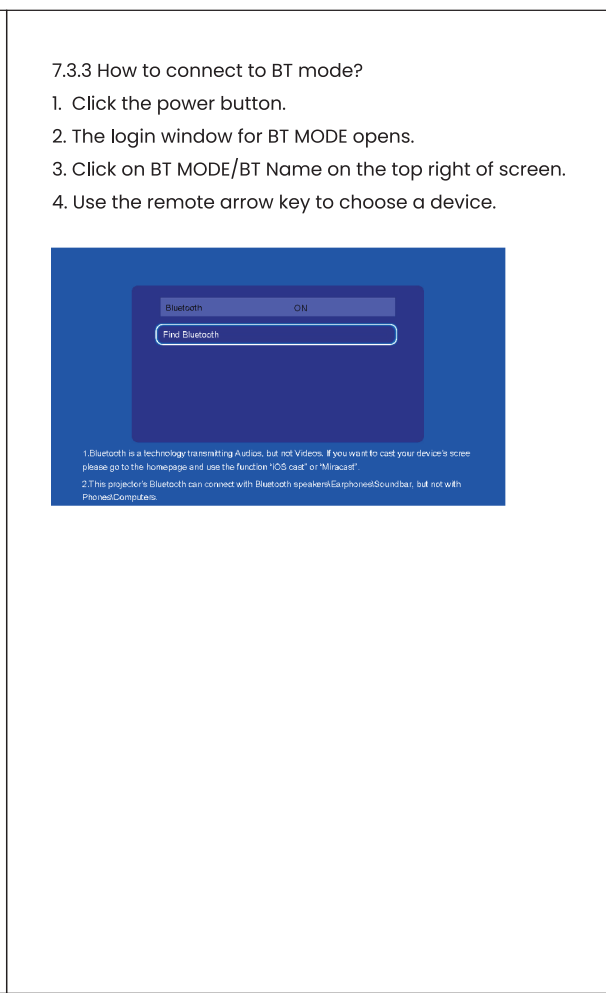 7.3.3 How to connect to BT mode?
1. Click the power button.
2. The login window for BT MODE opens.
3. Click on BT MODE/BT Name on the top right of screen.
4. Use the remote arrow key to choose a device.
Bluetooth ON
Find Bluetooth
1.Bluetooth is a technology transmitting Audios, but not Videos. If you want to cast your device's scree
please go to the homepage and use the function "iOS cast" or "Miracast".
2.This projector's Bluetooth can connect with Bluetooth speakers\Earphones\Soundbar, but not with
Phones\Computers.